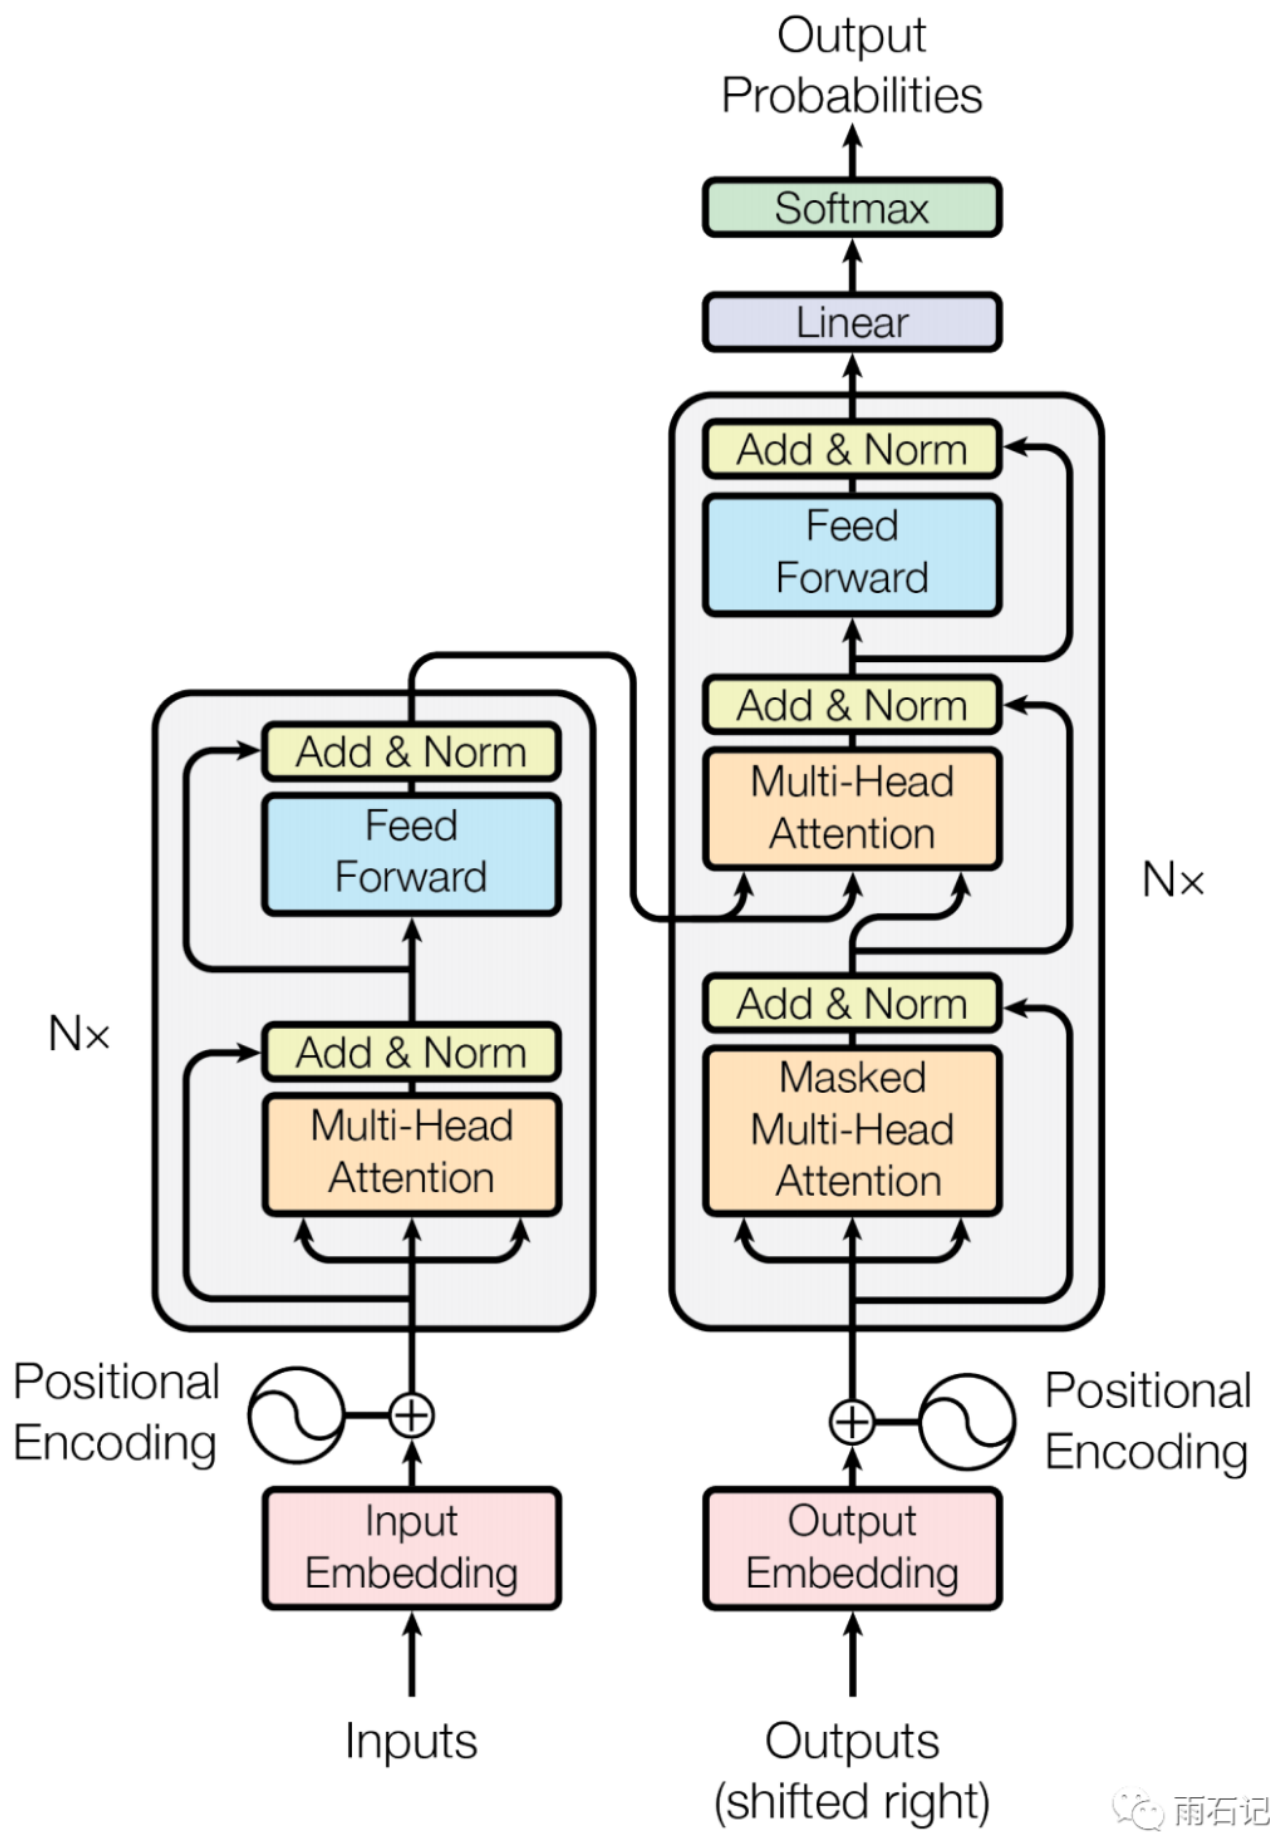 Output
Probabilities
Softmax
Linear
Add & Norm
Feed
Forward
Add & Norm
Multi-Head
Attention
Nx
Add & Norm
Masked
Multi-Head
Attention
Add & Norm
Feed
Forward
Nx
Add & Norm
Multi-Head
Attention
Positional
Encoding
Positional
Encoding
Input
Embedding
Output
Embedding
Inputs
Outputs
(shifted right)
雨石记